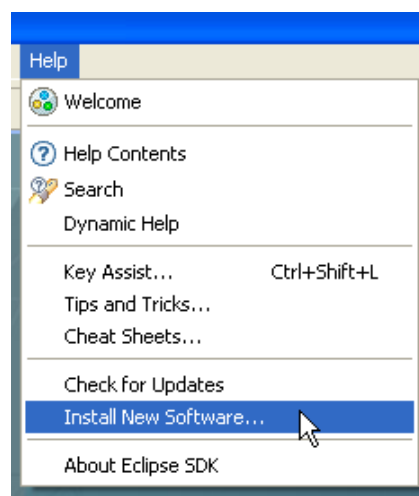 Help
Welcome
Help Contents
Search
Dynamic Help
Key Assist... Ctrl+Shift+L
Tips and Tricks...
Cheat Sheets...
Check for Updates
Install New Software...
About Eclipse SDK